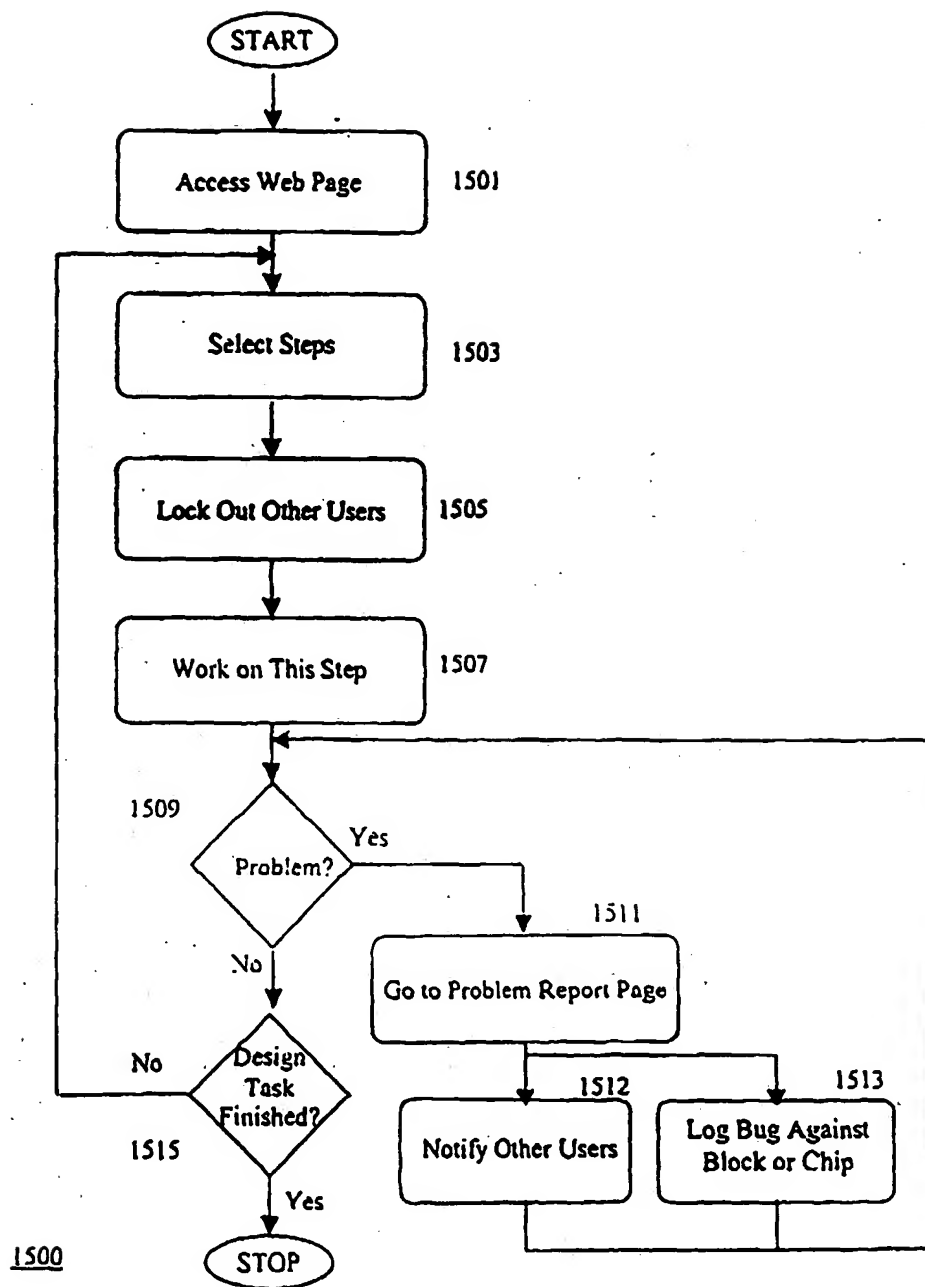 START
Access Web Page
1501
Select Steps
1503
Lock Out Other Users
1505
Work on This Step
1507
1509
Problem?
Yes
No
1511
Go to Problem Report Page
No
Design
Task
Finished?
1515
Yes
1512
Notify Other Users
1513
Log Bug Against
Block or Chip
1500
STOP